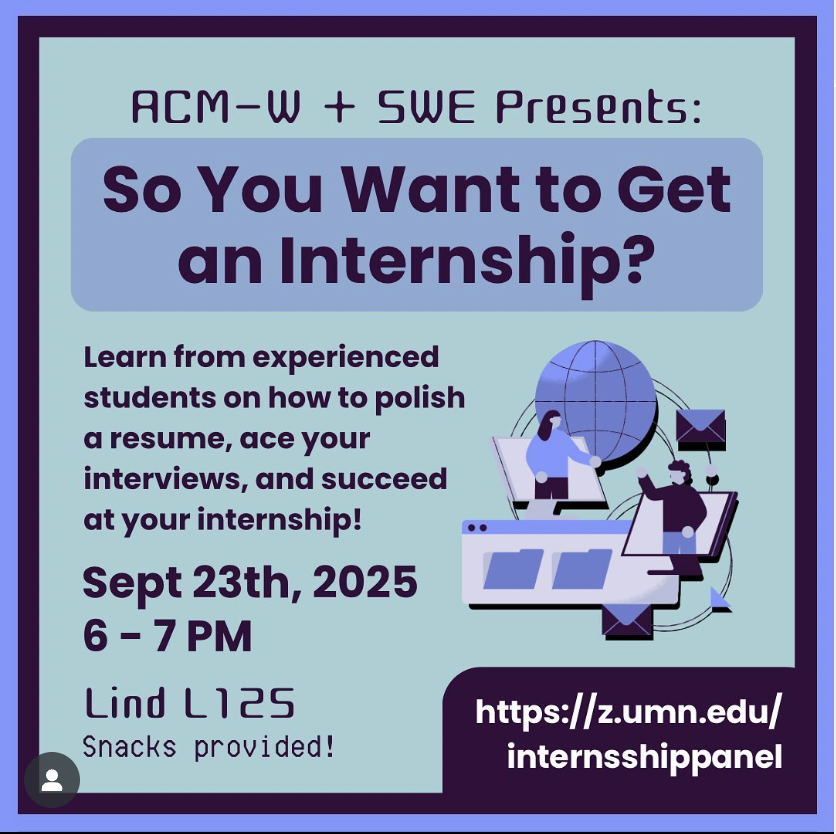 ACM-W + SWE Presents:
So You Want to Get
an Internship?
Learn from experienced
students on how to polish
a resume, ace your
interviews, and succeed
at your internship!
Sept 23th, 2025
6 – 7 PM
Lind L125
Snacks provided!
https://z.umn.edu/
internsshippanel